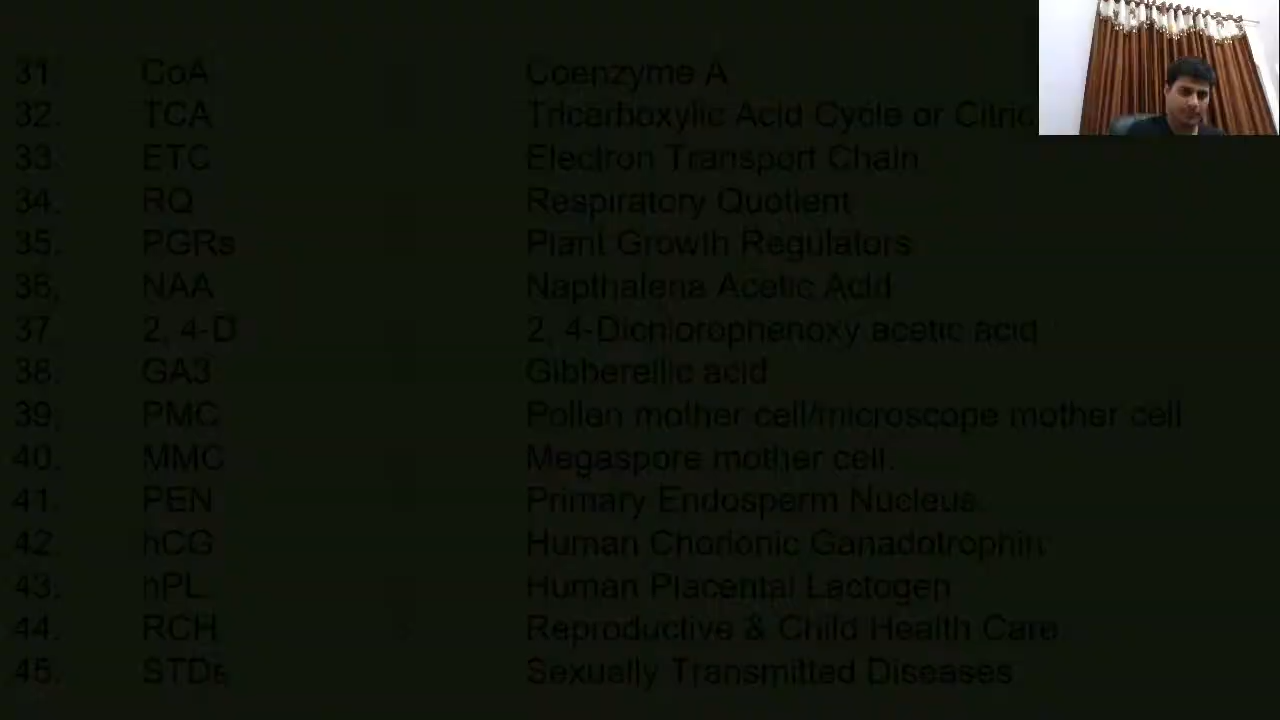 31. CoA Coenzyme A
32. TCA Tricarboxylic Acid Cycle or Citric
33. ETC Electron Transport Chain
34. RQ Respiratory Quotient
35. PGRs Plant Growth Regulators
36. NAA Napthalena Acetic Acid
37. 2, 4-D 2, 4-Dichlorophenoxy acetic acid
38. GA3 Gibberellic acid
39. PMC Pollen mother cell/microscope mother cell
40. MMC Megaspore mother cell.
41. PEN Primary Endosperm Nucleus.
42. hCG Human Chorionic Ganadotrophin
43. hPL Human Placental Lactogen
44. RCH Reproductive & Child Health Care
45. STDs Sexually Transmitted Diseases